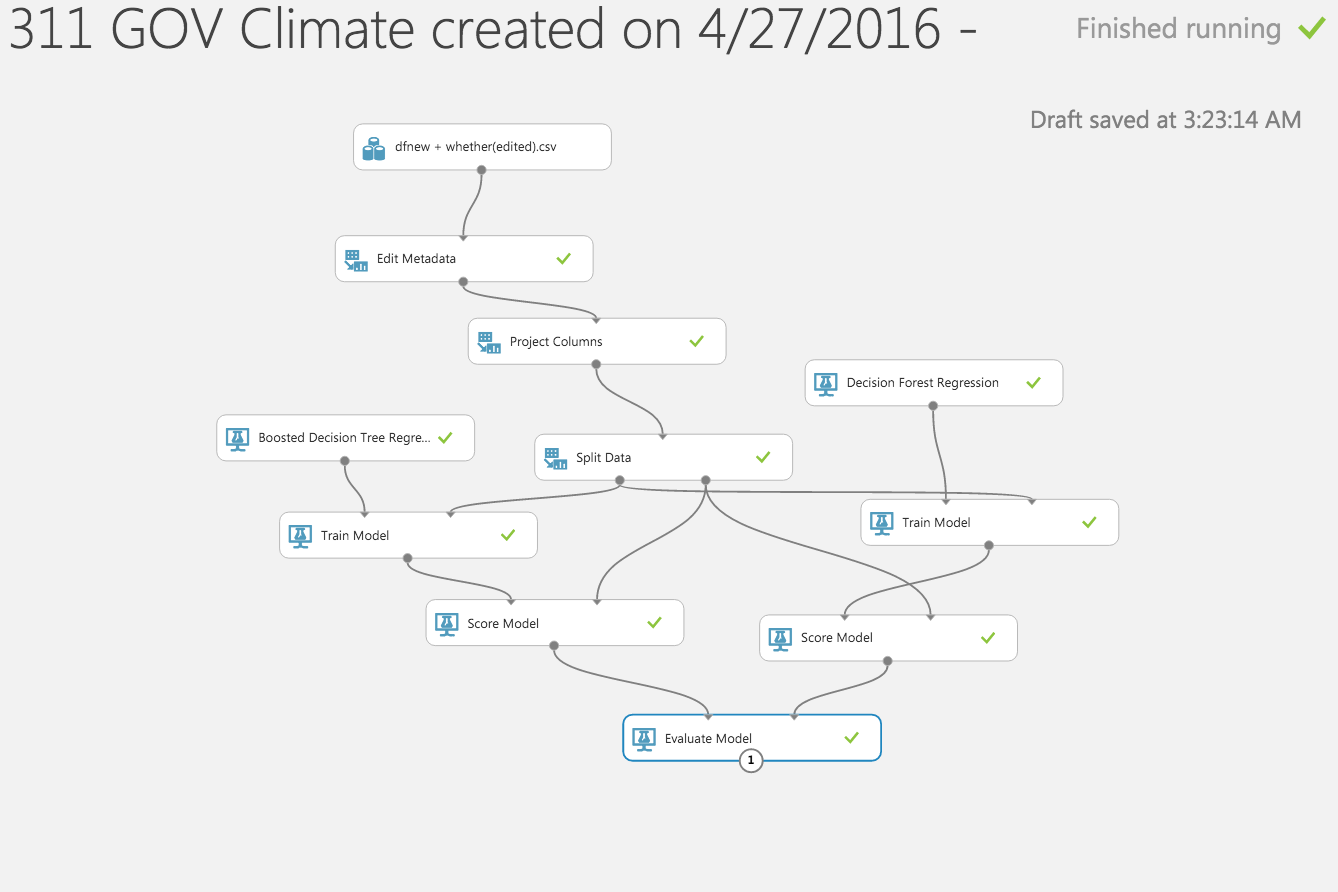 311 GOV Climate created on 4/27/2016 -
Finished running
Draft saved at 3:23:14 AM
dfnew + whether(edited).csv
Edit Metadata
Project Columns
Decision Forest Regression
Boosted Decision Tree Regre...
Split Data
Train Model
Train Model
Score Model
Score Model
Evaluate Model
1